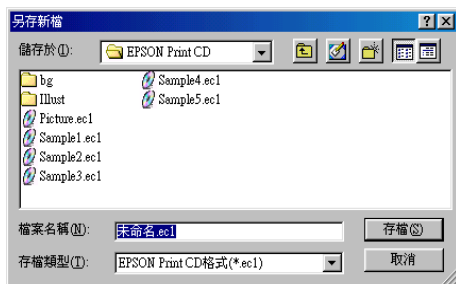 另存新檔
儲存於(I): EPSON Print CD
bg Sample4.ec1
Illust Sample5.ec1
Picture.ec1
Sample1.ec1
Sample2.ec1
Sample3.ec1
檔案名稱(N): 未命名.ec1 存檔(S)
存檔類型(T): EPSON Print CD格式(*.ec1) 取消